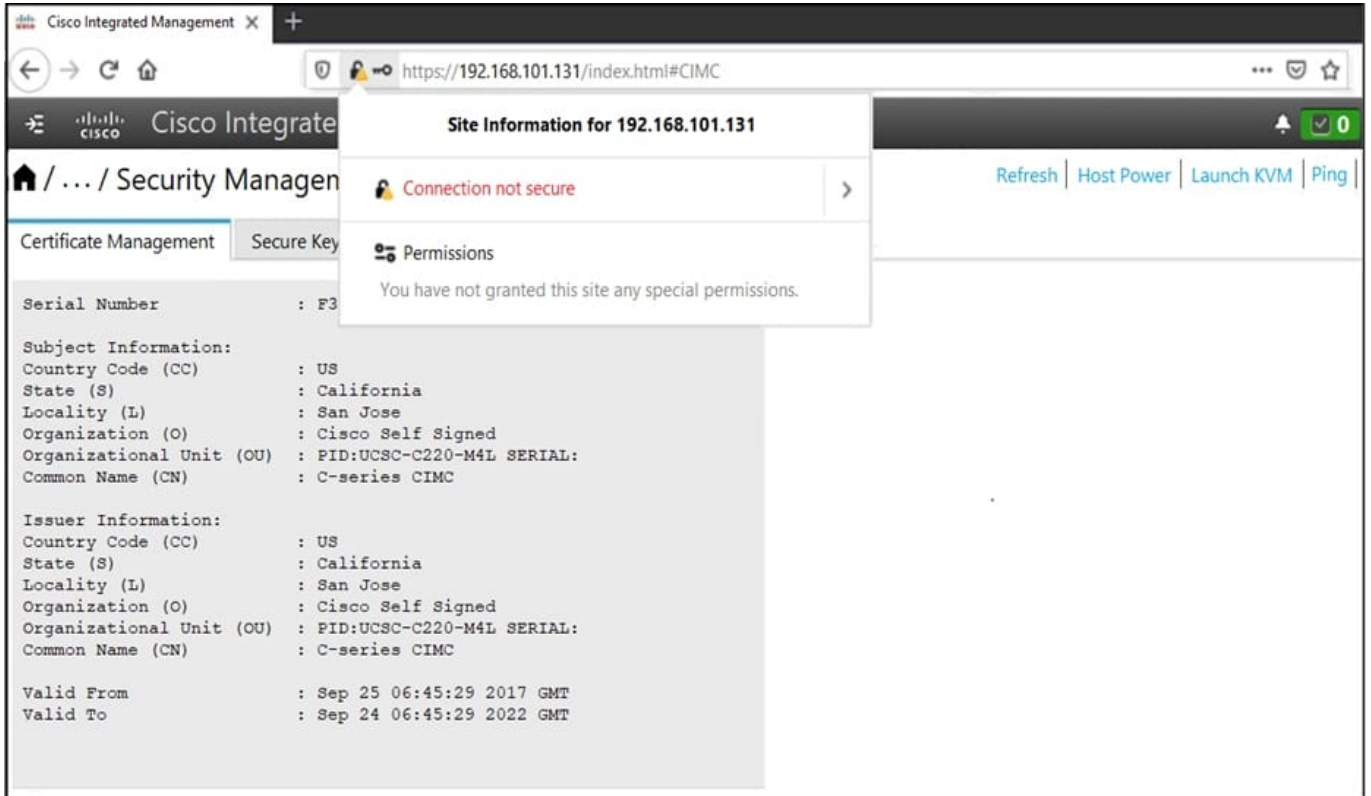 Cisco Integrated Management
https://192.168.101.131/index.html#CIMC
cisco Cisco Integrate
0
Site Information for 192.168.101.131
/ ... / Security Managem
Refresh | Host Power | Launch KVM | Ping |
Connection not secure
Certificate Management Secure Key
Permissions
You have not granted this site any special permissions.
Serial Number : F3
Subject Information:
Country Code (CC) : US
State (S) : California
Locality (L) : San Jose
Organization (O) : Cisco Self Signed
Organizational Unit (OU) : PID:UCSC-C220-M4L SERIAL:
Common Name (CN) : C-series CIMC
Issuer Information:
Country Code (CC) : US
State (S) : California
Locality (L) : San Jose
Organization (O) : Cisco Self Signed
Organizational Unit (OU) : PID:UCSC-C220-M4L SERIAL:
Common Name (CN) : C-series CIMC
Valid From : Sep 25 06:45:29 2017 GMT
Valid To : Sep 24 06:45:29 2022 GMT